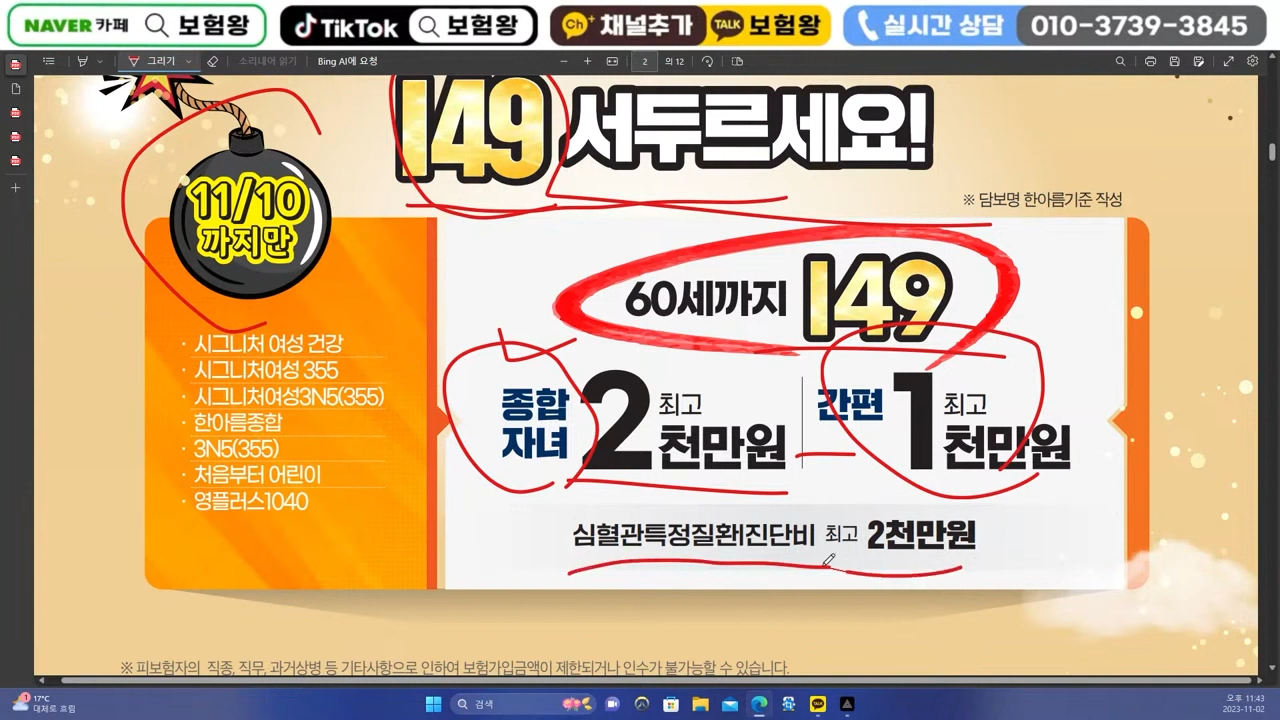 NAVER 카페 보험왕
TikTok 보험왕
Ch+ 채널추가 TALK 보험왕
실시간 상담 010-3739-3845
그리기 소리내어 읽기 Bing AI에 요청
2 의 12
149 서두르세요!
11/10
까지만
※ 담보명 한아름기준 작성
60세까지 149
· 시그니처 여성 건강
· 시그니처여성 355
· 시그니처여성3N5(355)
· 한아름종합
· 3N5(355)
· 처음부터 어린이
· 영플러스1040
종합
자녀
2
최고
천만원
간편
1
최고
천만원
심혈관특정질환I진단비 최고 2천만원
※ 피보험자의 직종, 직무, 과거상병 등 기타사항으로 인하여 보험가입금액이 제한되거나 인수가 불가능할 수 있습니다.
1
17°C
대체로 흐림
검색
TALK
오후 11:43
2023-11-02